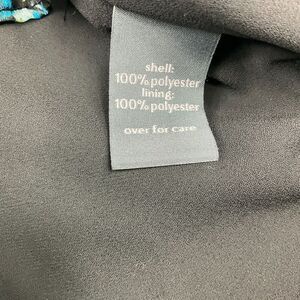 shell:
100% polyester
lining:
100% polyester
over for care